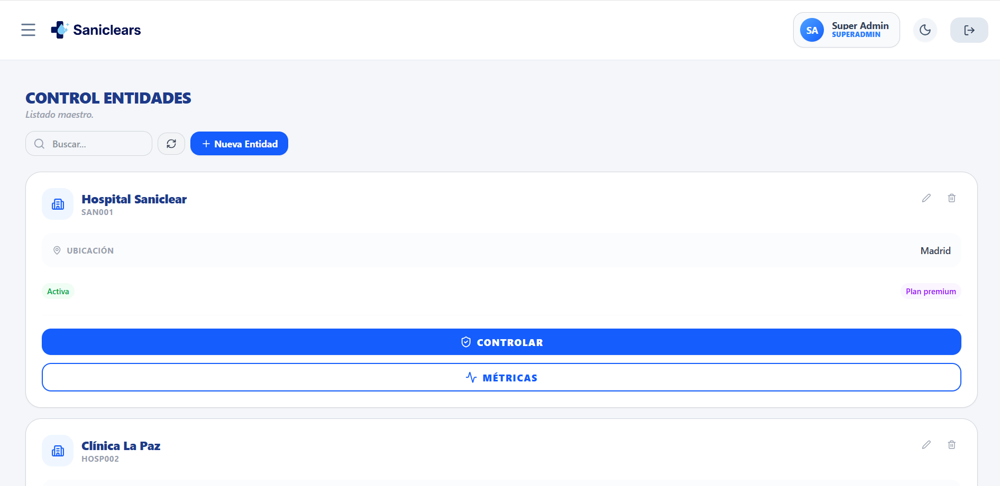 Saniclears
SA
Super Admin
SUPERADMIN
CONTROL ENTIDADES
Listado maestro.
Buscar...
+ Nueva Entidad
Hospital Saniclear
SAN001
UBICACIÓN
Madrid
Activa
Plan premium
CONTROLAR
MÉTRICAS
Clínica La Paz
HOSP002